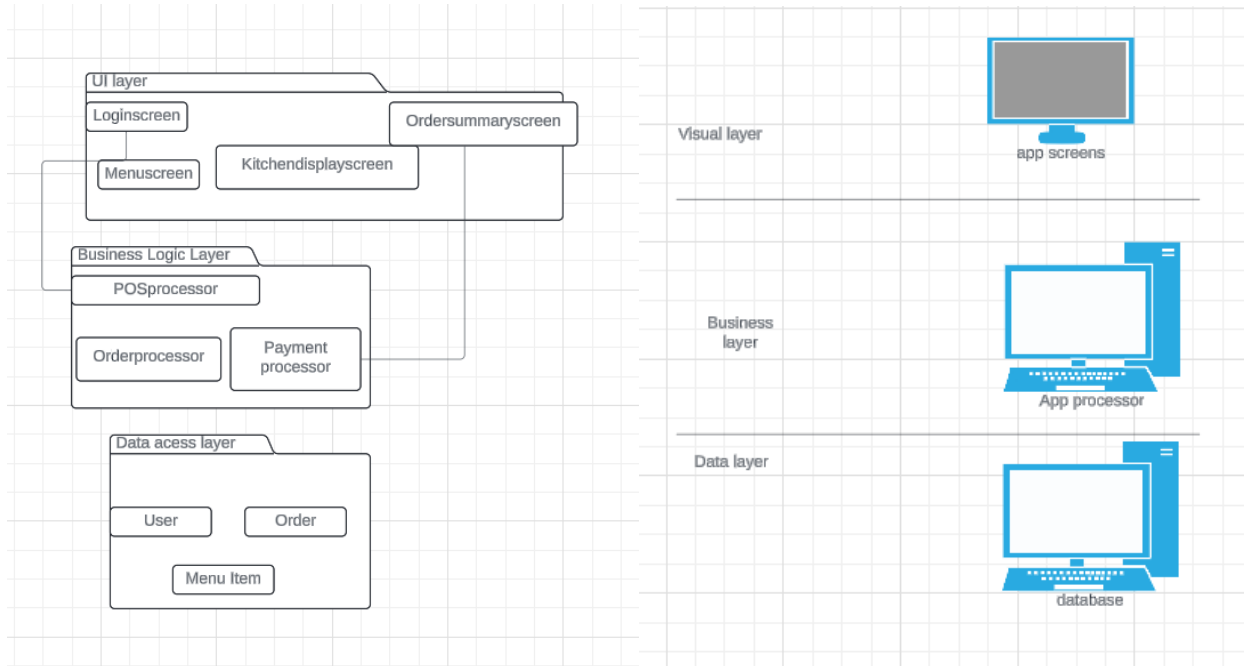 UI layer
Loginscreen
Ordersummaryscreen
Menuscreen
Kitchendisplayscreen
Business Logic Layer
POSprocessor
Orderprocessor
Payment
processor
Data acess layer
User
Order
Menu Item
Visual layer
app screens
Business
layer
App processor
Data layer
database